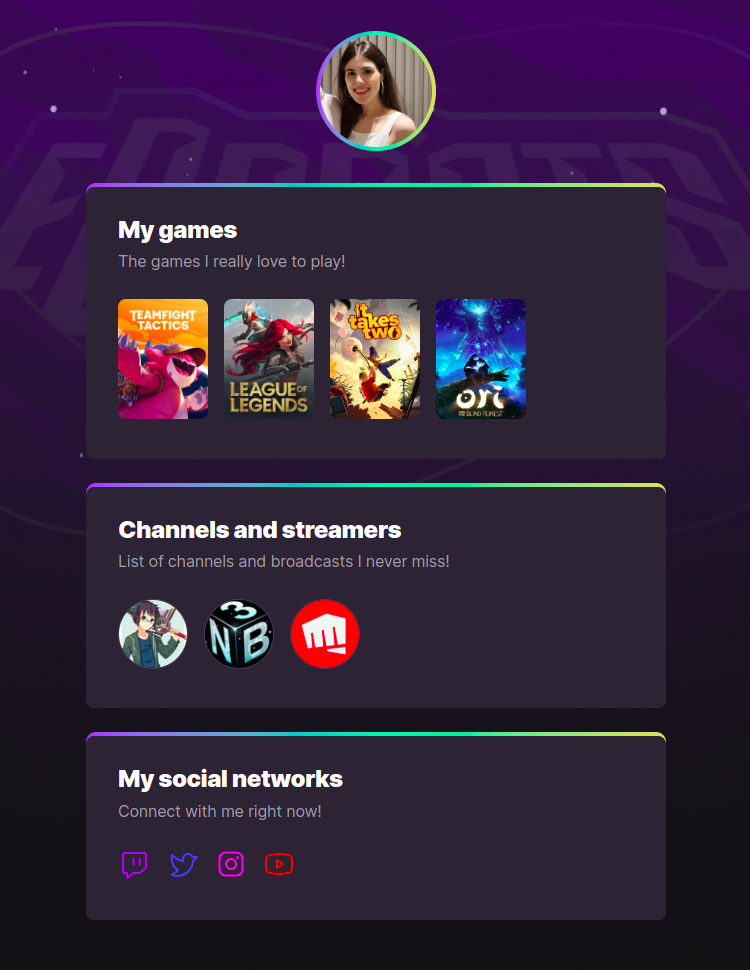 My games
The games I really love to play!
TEAMFIGHT
TACTICS
LEAGUE OF
LEGENDS
it
takes
two
ori
AND THE BLIND FOREST
Channels and streamers
List of channels and broadcasts I never miss!
3
N B
My social networks
Connect with me right now!